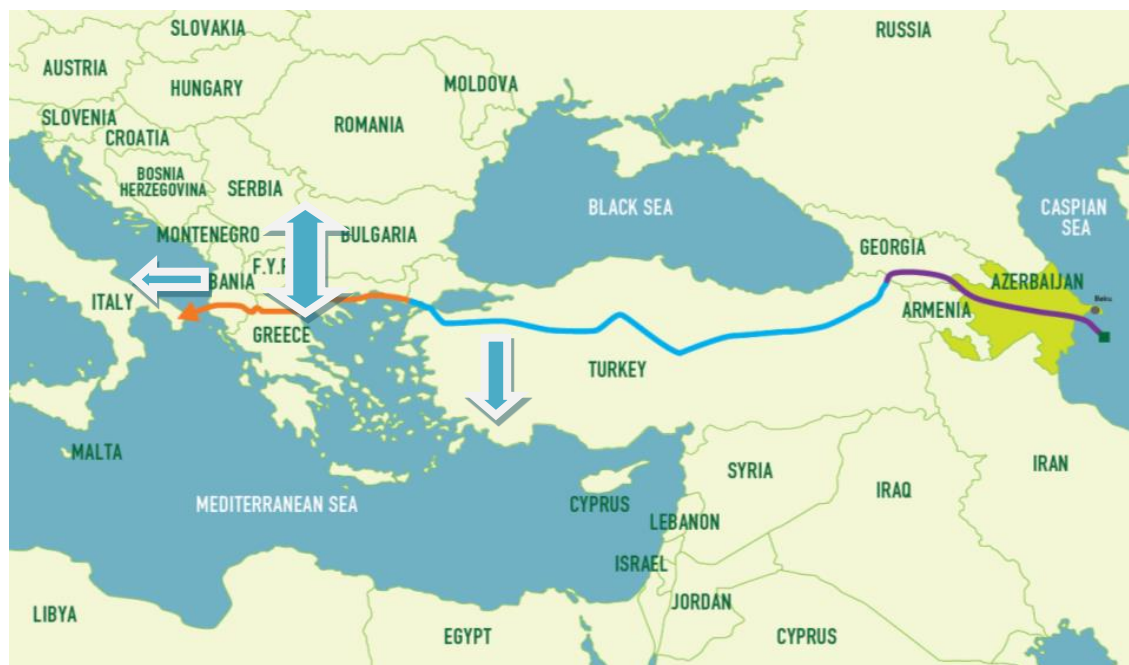 SLOVAKIA
RUSSIA
AUSTRIA
HUNGARY
MOLDOVA
SLOVENIA
ROMANIA
CROATIA
BOSNIA
HERZEGOVINA
SERBIA
BLACK SEA
CASPIAN
SEA
MONTENEGRO
BULGARIA
GEORGIA
F.Y.F
BANIA
AZERBAIJAN
ITALY
Baku
ARMENIA
GREECE
TURKEY
MALTA
SYRIA
IRAN
IRAQ
MEDITERRANEAN SEA
CYPRUS
LEBANON
ISRAEL
JORDAN
LIBYA
EGYPT
CYPRUS